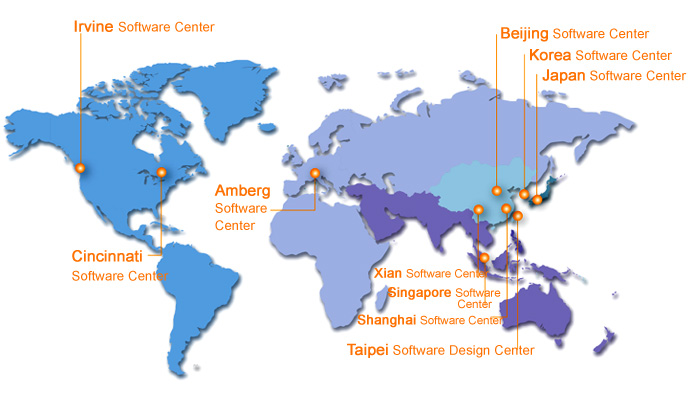 Irvine Software Center
Beijing Software Center
Korea Software Center
Japan Software Center
Amberg
Software
Center
Cincinnati
Software Center
Xian Software Center
Singapore Software
Center
Shanghai Software Center
Taipei Software Design Center